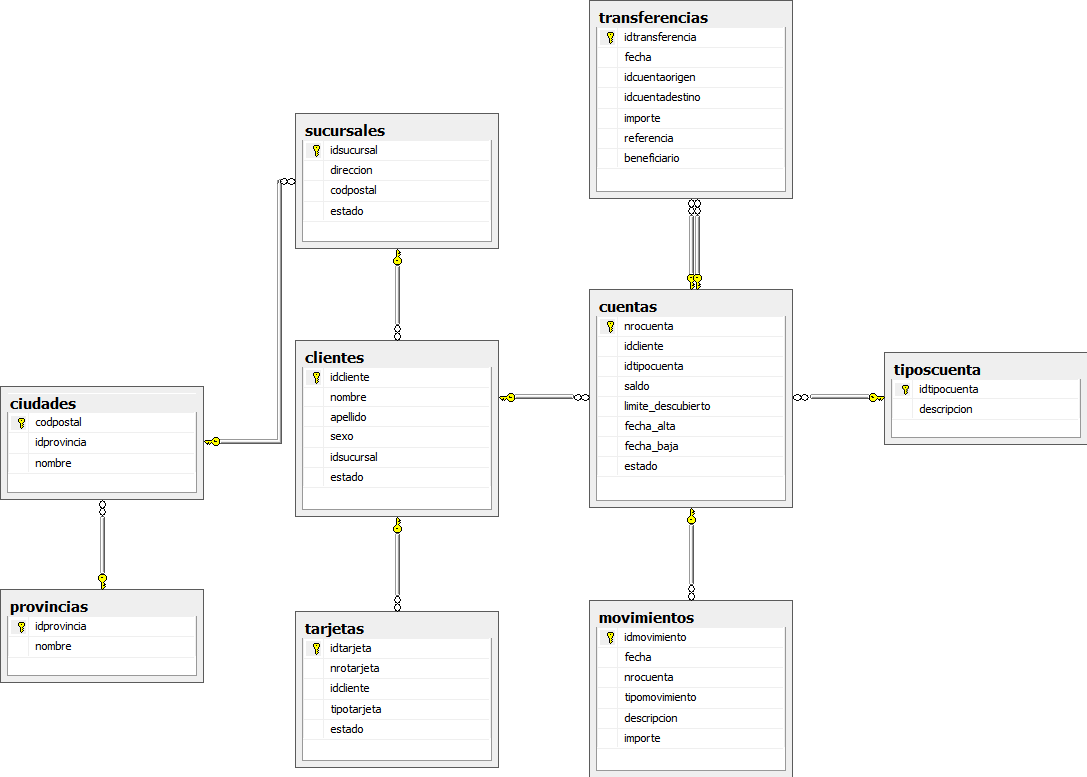 transferencias
idtransferencia
fecha
idcuentaorigen
idcuentadestino
importe
referencia
beneficiario
sucursales
idsucursal
direccion
codpostal
estado
cuentas
nrocuenta
idcliente
idtipocuenta
saldo
limite_descubierto
fecha_alta
fecha_baja
estado
clientes
idcliente
nombre
apellido
sexo
idsucursal
estado
tiposcuenta
idtipocuenta
descripcion
ciudades
codpostal
idprovincia
nombre
provincias
idprovincia
nombre
tarjetas
idtarjeta
nrotarjeta
idcliente
tipotarjeta
estado
movimientos
idmovimiento
fecha
nrocuenta
tipomovimiento
descripcion
importe